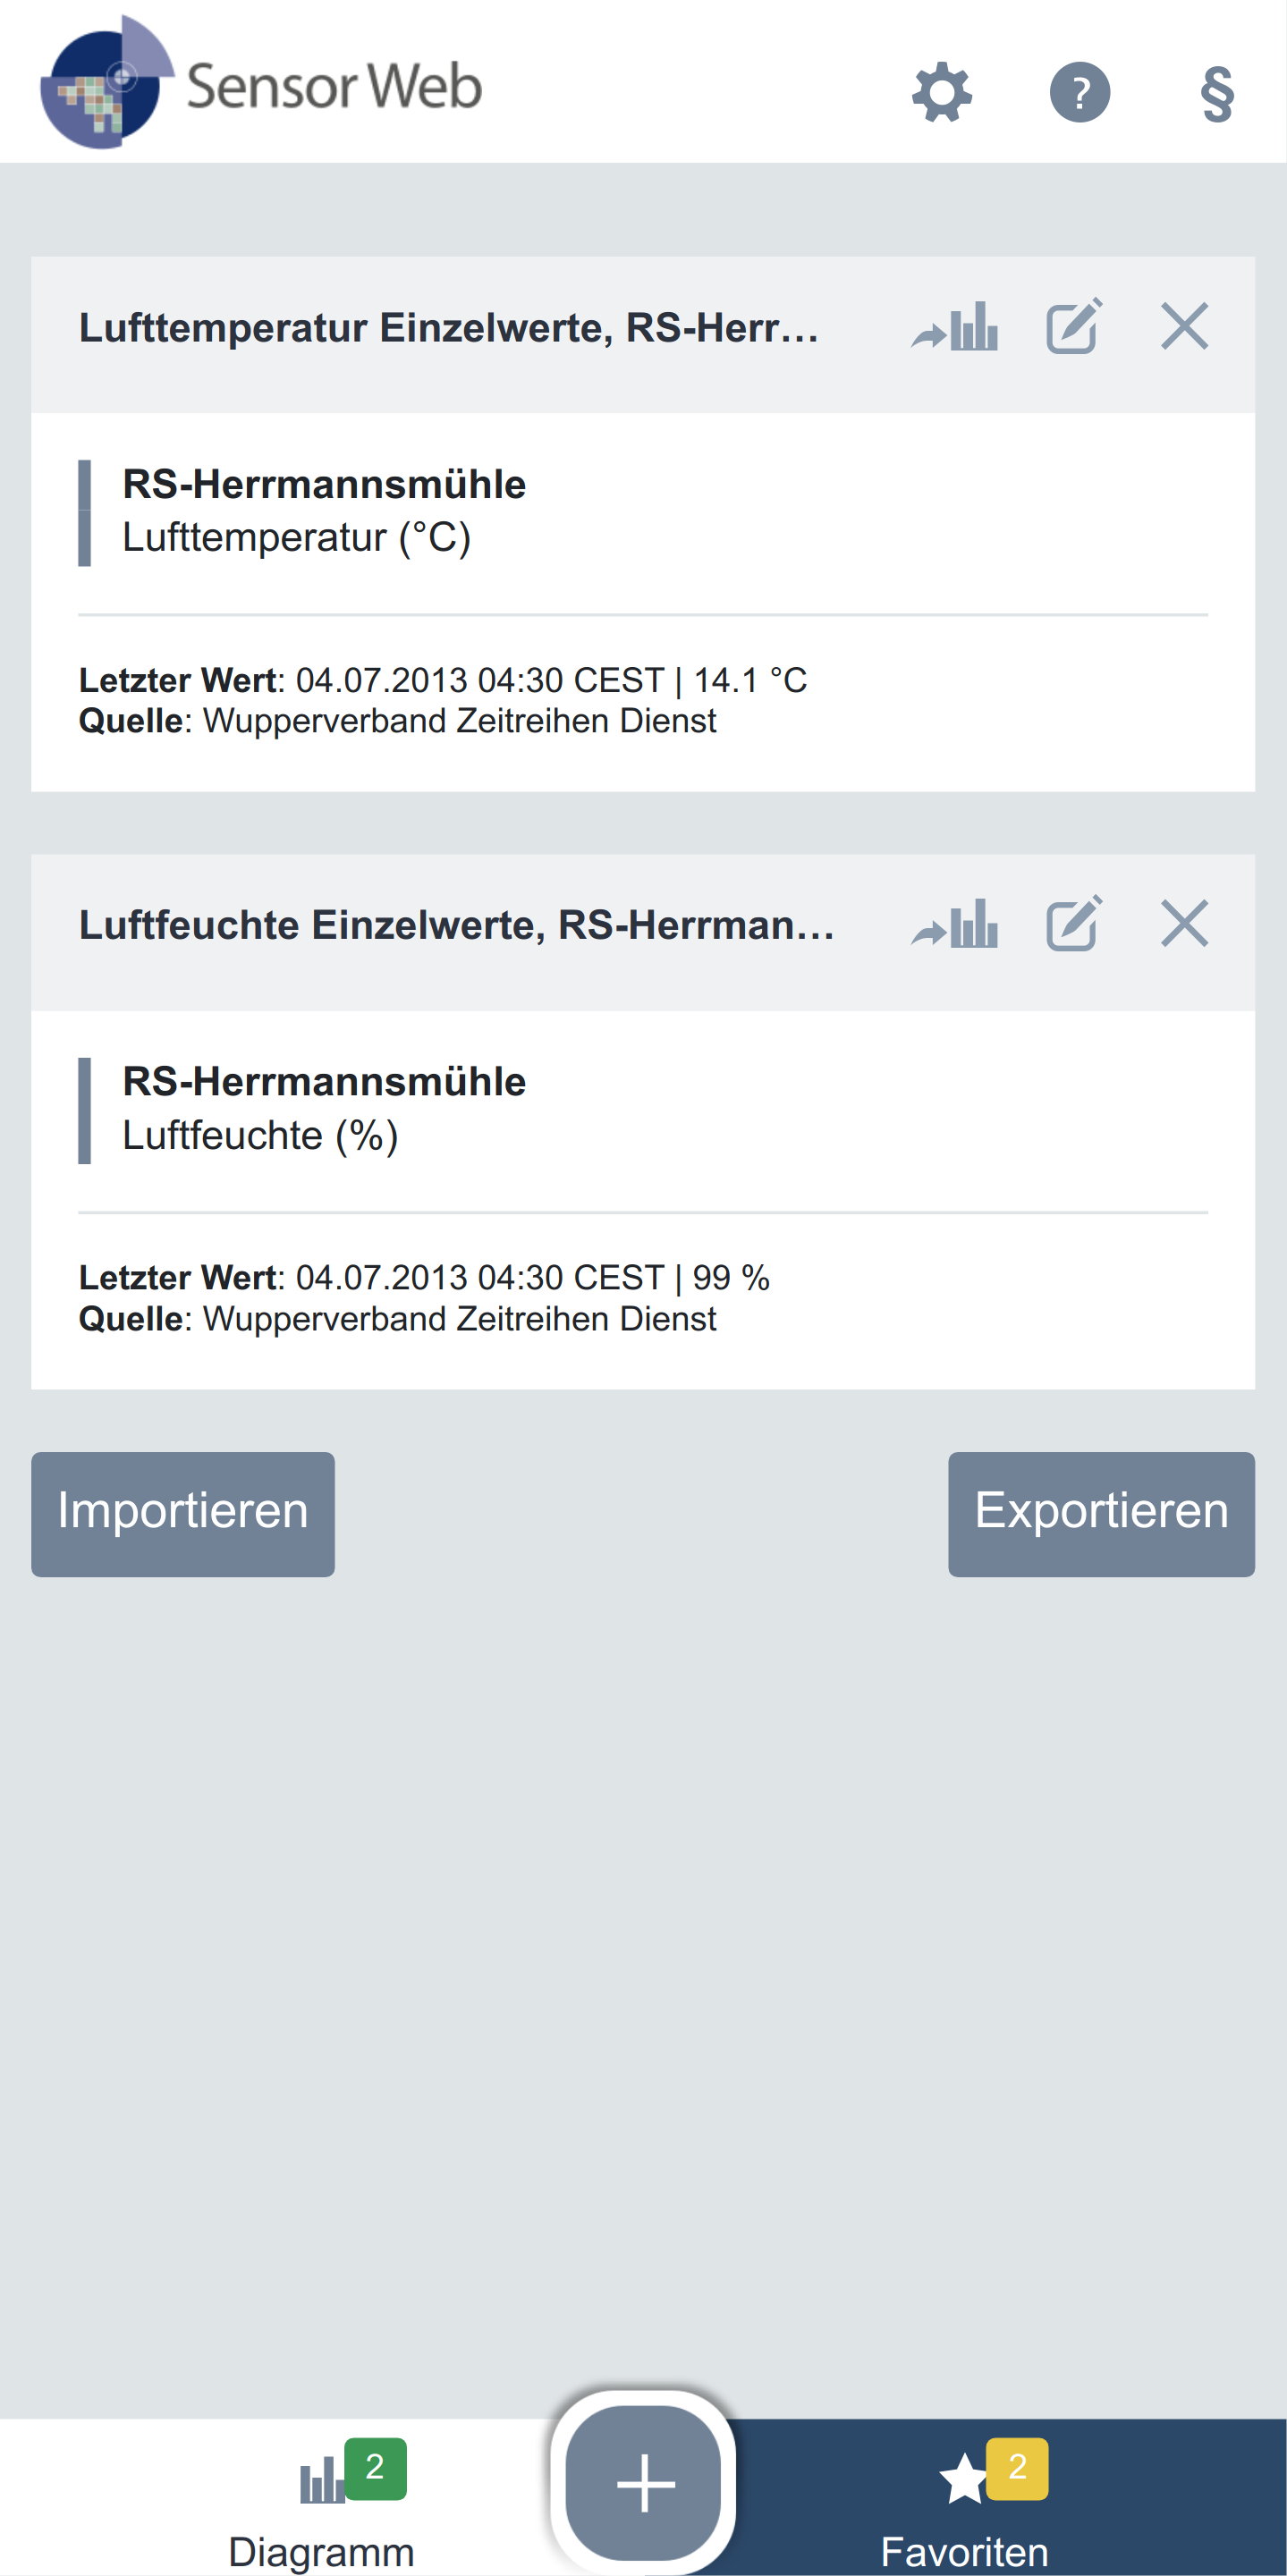 Sensor Web
?
§
Lufttemperatur Einzelwerte, RS-Herr…
RS-Herrmannsmühle
Lufttemperatur (°C)
Letzter Wert: 04.07.2013 04:30 CEST | 14.1 °C
Quelle: Wupperverband Zeitreihen Dienst
Luftfeuchte Einzelwerte, RS-Herrman…
RS-Herrmannsmühle
Luftfeuchte (%)
Letzter Wert: 04.07.2013 04:30 CEST | 99 %
Quelle: Wupperverband Zeitreihen Dienst
Importieren
Exportieren
2
2
Diagramm
Favoriten